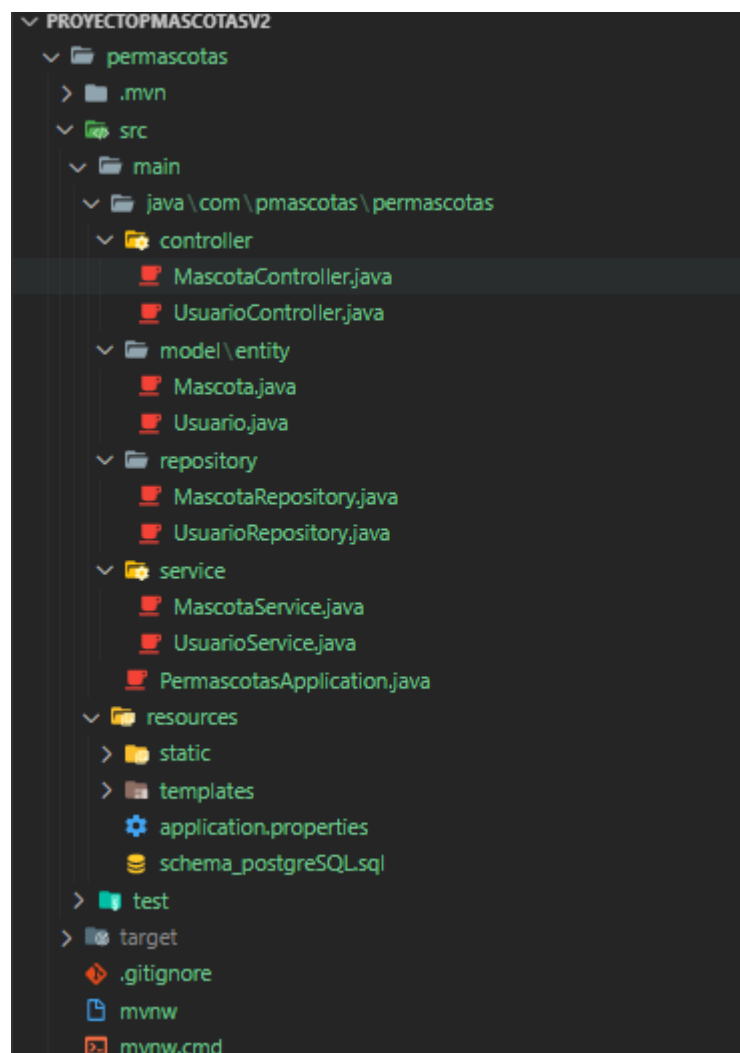 PROYECTOPMASCOTASV2
permascotas
.mvn
src
main
java\com\pmascotas\permascotas
controller
MascotaController.java
UsuarioController.java
model\entity
Mascota.java
Usuario.java
repository
MascotaRepository.java
UsuarioRepository.java
service
MascotaService.java
UsuarioService.java
PermascotasApplication.java
resources
static
templates
application.properties
schema_postgreSQL.sql
test
target
.gitignore
mvnw
mvnw.cmd